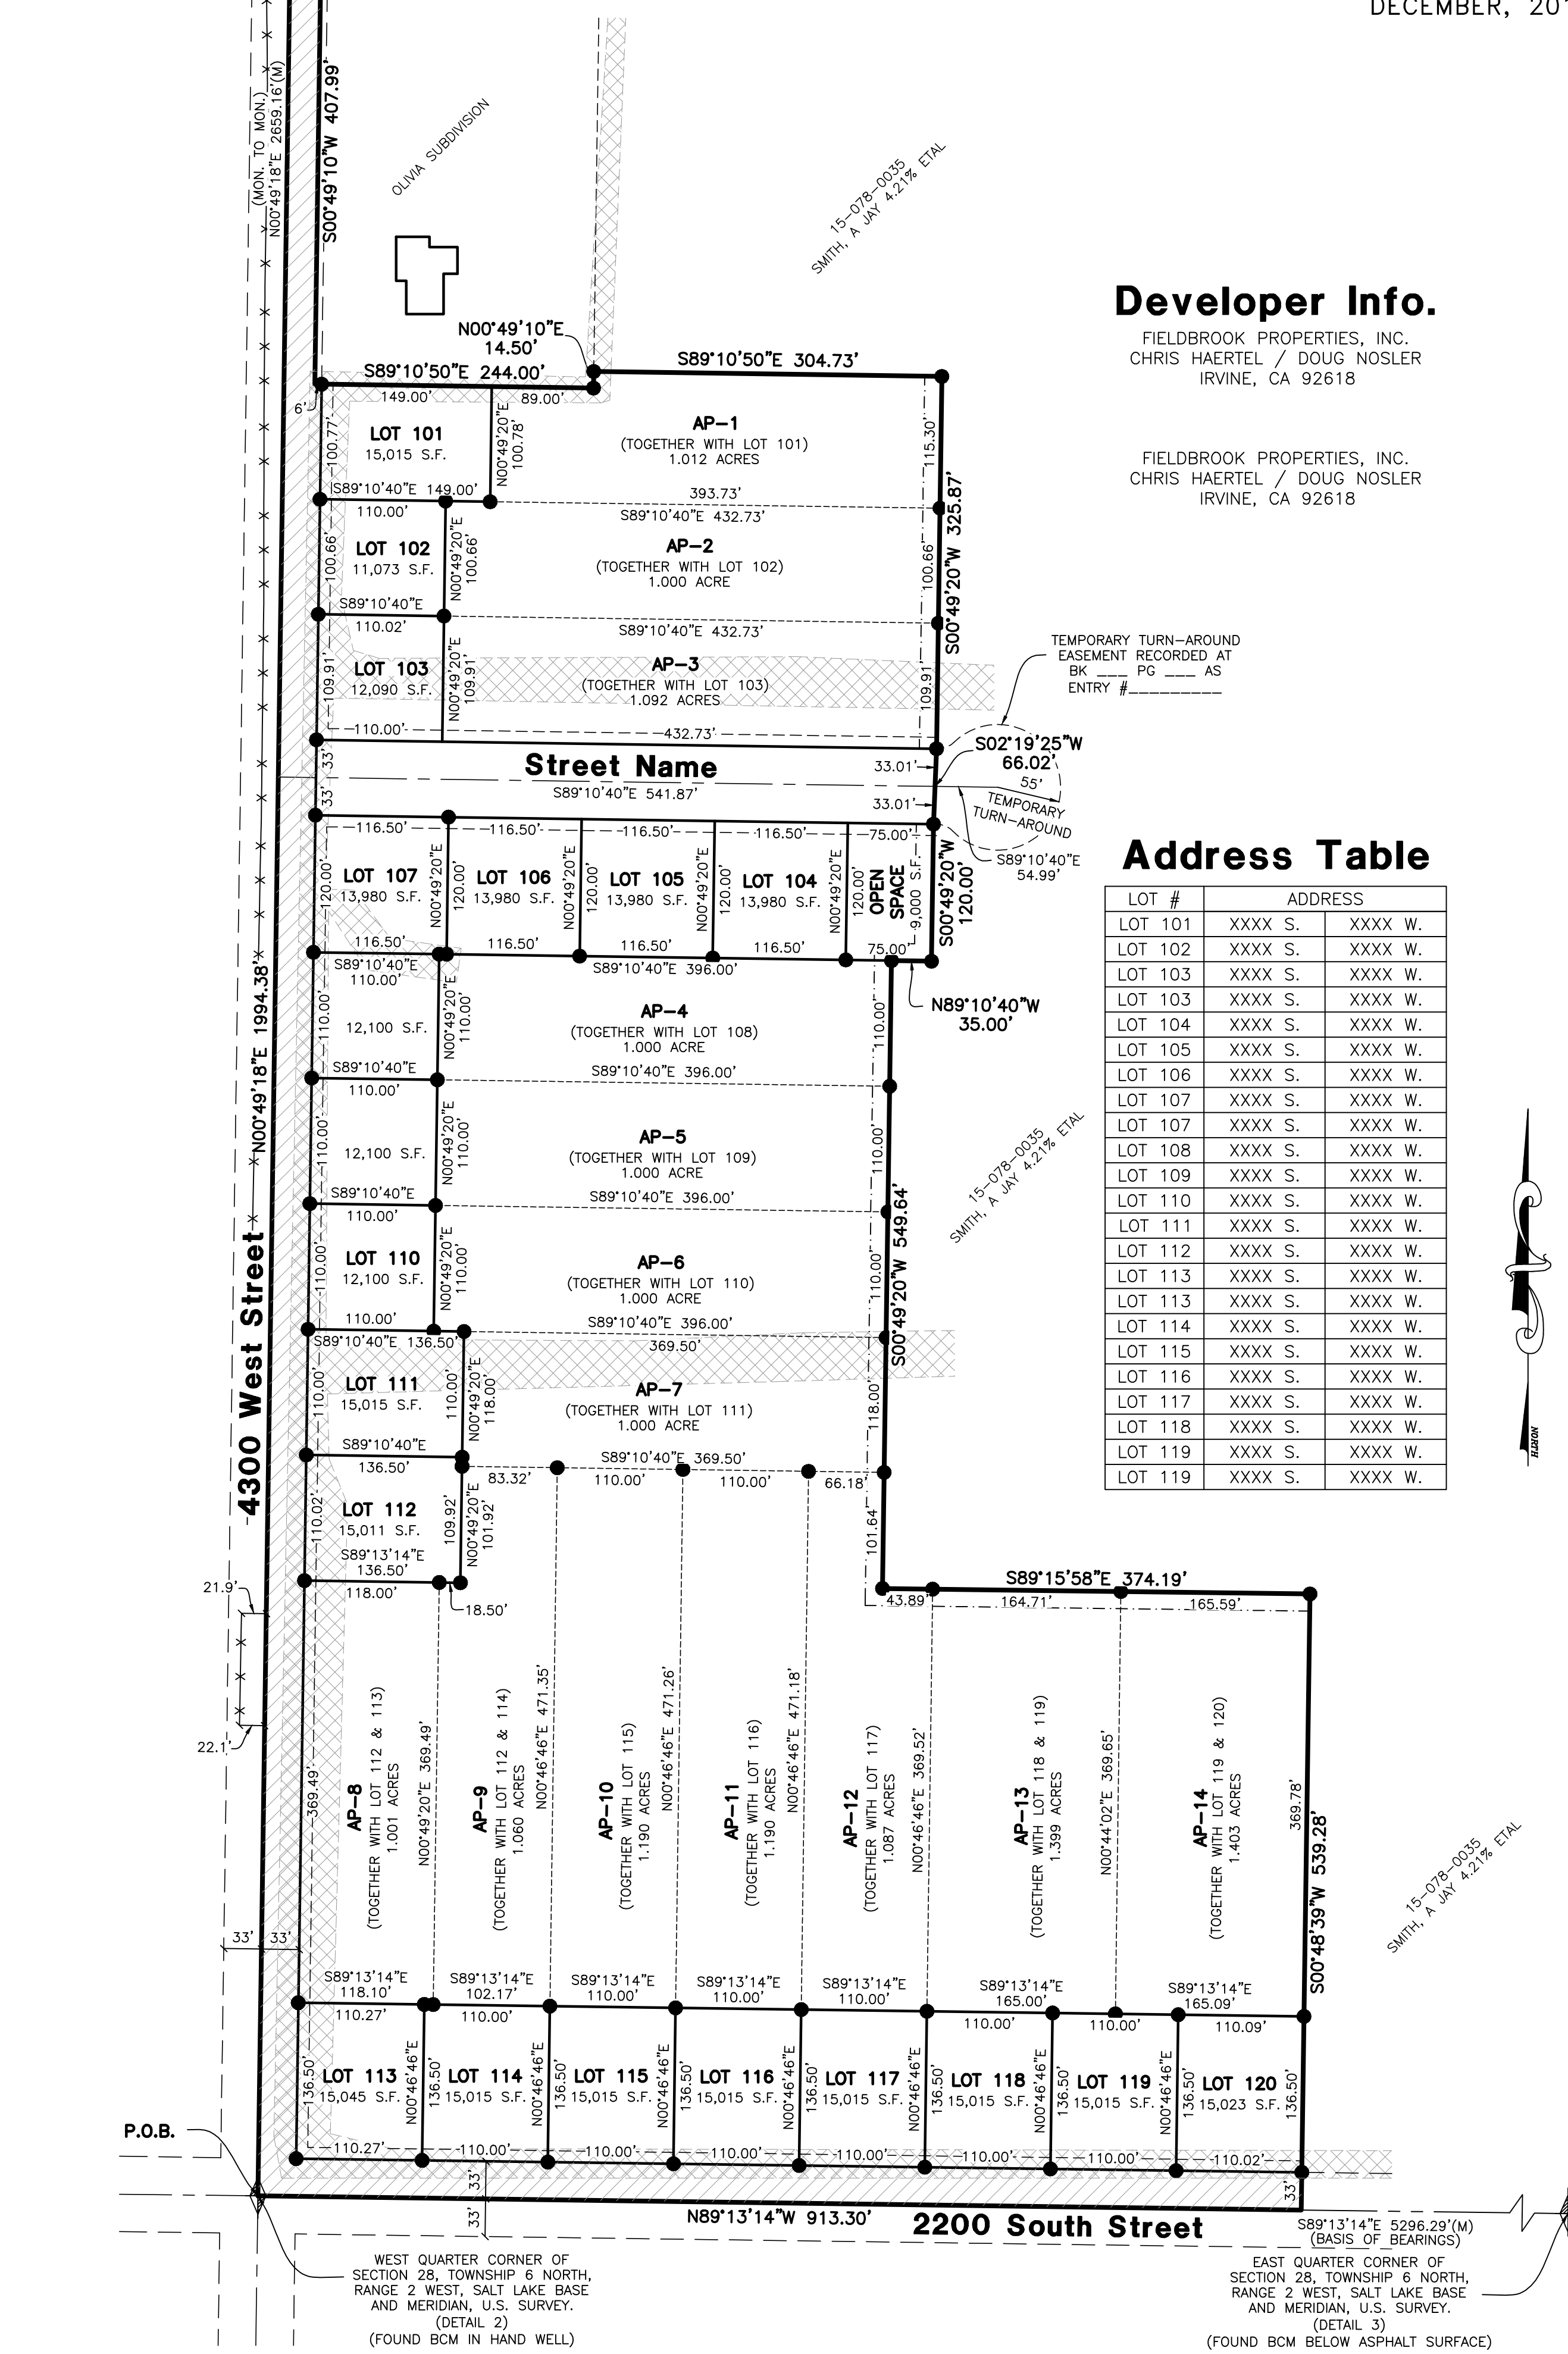 DECEMBER, 201
(MON. TO MON.)
N00°49'18"E 2659.16'(M)
S00°49'10"W 407.99'
OLIVIA SUBDIVISION
15-078-0035
SMITH, A JAY 4.21% ETAL
N00°49'10"E
14.50'
S89°10'50"E 244.00'
S89°10'50"E 304.73'
6'
149.00'
89.00'
Developer Info.
FIELDBROOK PROPERTIES, INC.
CHRIS HAERTEL / DOUG NOSLER
IRVINE, CA 92618
FIELDBROOK PROPERTIES, INC.
CHRIS HAERTEL / DOUG NOSLER
IRVINE, CA 92618
100.77'
LOT 101
15,015 S.F.
N00°49'20"E
100.78'
AP-1
(TOGETHER WITH LOT 101)
1.012 ACRES
115.30'
S89°10'40"E 149.00'
110.00'
393.73'
S89°10'40"E 432.73'
S00°49'20"W 325.87'
100.66'
LOT 102
11,073 S.F.
N00°49'20"E
100.66'
AP-2
(TOGETHER WITH LOT 102)
1.000 ACRE
100.66'
S89°10'40"E
110.02'
S89°10'40"E 432.73'
109.91'
LOT 103
12,090 S.F.
N00°49'20"E
109.91'
AP-3
(TOGETHER WITH LOT 103)
1.092 ACRES
109.91'
110.00'
432.73'
TEMPORARY TURN-AROUND
EASEMENT RECORDED AT
BK ___ PG ___ AS
ENTRY #_________
33'
Street Name
33.01'
S02°19'25"W
66.02'
S89°10'40"E 541.87'
33'
33.01'
55'
TEMPORARY
TURN-AROUND
S89°10'40"E
54.99'
116.50'
116.50'
116.50'
116.50'
75.00'
120.00'
LOT 107
13,980 S.F.
N00°49'20"E
120.00'
LOT 106
13,980 S.F.
N00°49'20"E
120.00'
LOT 105
13,980 S.F.
N00°49'20"E
120.00'
LOT 104
13,980 S.F.
N00°49'20"E
120.00'
OPEN
SPACE
9,000 S.F.
S00°49'20"W
120.00'
116.50'
116.50'
116.50'
116.50'
75.00'
S89°10'40"E
110.00'
S89°10'40"E 396.00'
N89°10'40"W
35.00'
Address Table
LOT # ADDRESS
LOT 101 XXXX S. XXXX W.
LOT 102 XXXX S. XXXX W.
LOT 103 XXXX S. XXXX W.
LOT 103 XXXX S. XXXX W.
LOT 104 XXXX S. XXXX W.
LOT 105 XXXX S. XXXX W.
LOT 106 XXXX S. XXXX W.
LOT 107 XXXX S. XXXX W.
LOT 107 XXXX S. XXXX W.
LOT 108 XXXX S. XXXX W.
LOT 109 XXXX S. XXXX W.
LOT 110 XXXX S. XXXX W.
LOT 111 XXXX S. XXXX W.
LOT 112 XXXX S. XXXX W.
LOT 113 XXXX S. XXXX W.
LOT 113 XXXX S. XXXX W.
LOT 114 XXXX S. XXXX W.
LOT 115 XXXX S. XXXX W.
LOT 116 XXXX S. XXXX W.
LOT 117 XXXX S. XXXX W.
LOT 118 XXXX S. XXXX W.
LOT 119 XXXX S. XXXX W.
LOT 119 XXXX S. XXXX W.
NORTH
N00°49'18"E 1994.38'
4300 West Street
110.00'
12,100 S.F.
N00°49'20"E
110.00'
AP-4
(TOGETHER WITH LOT 108)
1.000 ACRE
110.00'
S89°10'40"E
110.00'
S89°10'40"E 396.00'
110.00'
12,100 S.F.
N00°49'20"E
110.00'
AP-5
(TOGETHER WITH LOT 109)
1.000 ACRE
110.00'
15-078-0035
SMITH, A JAY 4.21% ETAL
S89°10'40"E
110.00'
S89°10'40"E 396.00'
S00°49'20"W 549.64'
110.00'
LOT 110
12,100 S.F.
N00°49'20"E
110.00'
AP-6
(TOGETHER WITH LOT 110)
1.000 ACRE
110.00'
110.00'
S89°10'40"E 136.50'
S89°10'40"E 396.00'
369.50'
110.00'
LOT 111
15,015 S.F.
110.00'
N00°49'20"E
118.00'
AP-7
(TOGETHER WITH LOT 111)
1.000 ACRE
118.00'
S89°10'40"E
136.50'
S89°10'40"E 369.50'
83.32'
110.00'
110.00'
66.18'
110.02'
LOT 112
15,011 S.F.
109.92'
N00°49'20"E
101.92'
101.64'
S89°13'14"E
136.50'
118.00'
18.50'
21.9'
22.1'
S89°15'58"E 374.19'
43.89'
164.71'
165.59'
369.49'
AP-8
(TOGETHER WITH LOT 112 & 113)
1.001 ACRES
N00°49'20"E 369.49'
AP-9
(TOGETHER WITH LOT 112 & 114)
1.060 ACRES
N00°46'46"E 471.35'
AP-10
(TOGETHER WITH LOT 115)
1.190 ACRES
N00°46'46"E 471.26'
AP-11
(TOGETHER WITH LOT 116)
1.190 ACRES
N00°46'46"E 471.18'
AP-12
(TOGETHER WITH LOT 117)
1.087 ACRES
N00°46'46"E 369.52'
AP-13
(TOGETHER WITH LOT 118 & 119)
1.399 ACRES
N00°44'02"E 369.65'
AP-14
(TOGETHER WITH LOT 119 & 120)
1.403 ACRES
369.78'
S00°48'39"W 539.28'
15-078-0035
SMITH, A JAY 4.21% ETAL
33'
33'
S89°13'14"E
118.10'
110.27'
S89°13'14"E
102.17'
110.00'
S89°13'14"E
110.00'
S89°13'14"E
110.00'
S89°13'14"E
110.00'
S89°13'14"E
165.00'
110.00'
110.00'
S89°13'14"E
165.09'
110.09'
136.50'
LOT 113
15,045 S.F.
N00°46'46"E
136.50'
LOT 114
15,015 S.F.
N00°46'46"E
136.50'
LOT 115
15,015 S.F.
N00°46'46"E
136.50'
LOT 116
15,015 S.F.
N00°46'46"E
136.50'
LOT 117
15,015 S.F.
N00°46'46"E
136.50'
LOT 118
15,015 S.F.
N00°46'46"E
136.50'
LOT 119
15,015 S.F.
N00°46'46"E
136.50'
LOT 120
15,023 S.F.
136.50'
110.27'
110.00'
110.00'
110.00'
110.00'
110.00'
110.00'
110.02'
P.O.B.
33'
33'
33'
N89°13'14"W 913.30'
2200 South Street
S89°13'14"E 5296.29'(M)
(BASIS OF BEARINGS)
WEST QUARTER CORNER OF
SECTION 28, TOWNSHIP 6 NORTH,
RANGE 2 WEST, SALT LAKE BASE
AND MERIDIAN, U.S. SURVEY.
(DETAIL 2)
(FOUND BCM IN HAND WELL)
EAST QUARTER CORNER OF
SECTION 28, TOWNSHIP 6 NORTH,
RANGE 2 WEST, SALT LAKE BASE
AND MERIDIAN, U.S. SURVEY.
(DETAIL 3)
(FOUND BCM BELOW ASPHALT SURFACE)